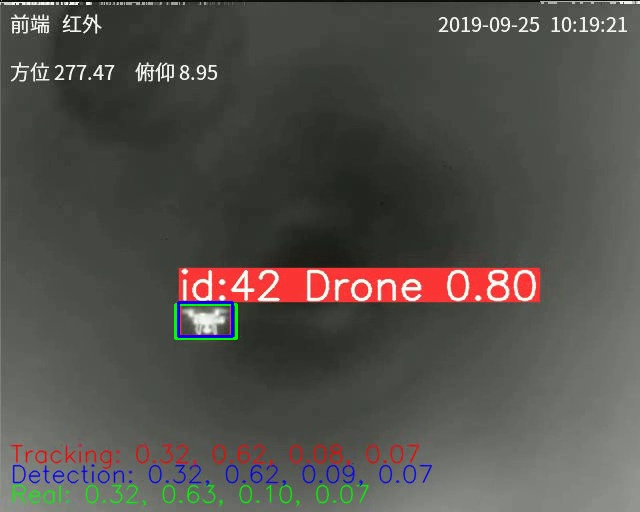 前端 红外 2019-09-25 10:19:21
方位 277.47 俯仰 8.95
id:42 Drone 0.80
Tracking: 0.32, 0.62, 0.08, 0.07
Detection: 0.32, 0.62, 0.09, 0.07
Real: 0.32, 0.63, 0.10, 0.07